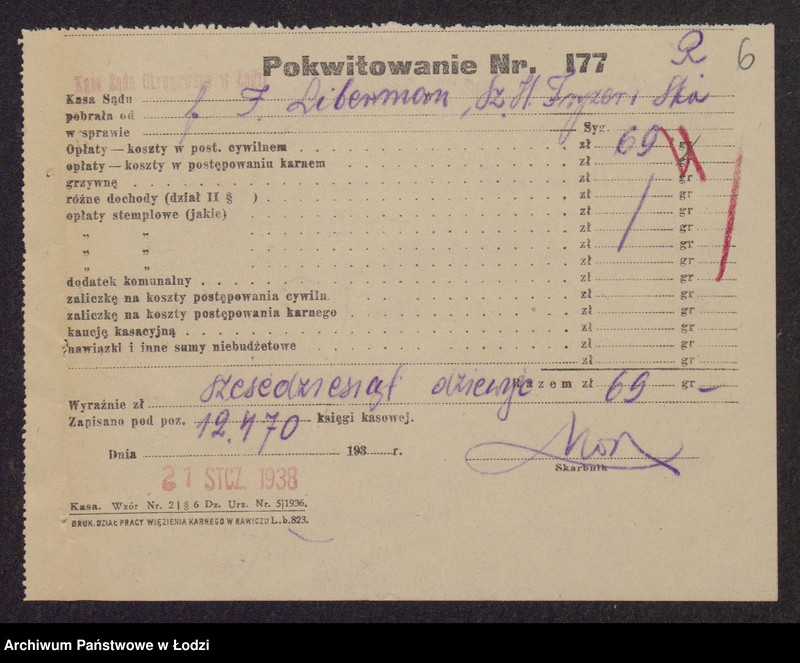 R 6
Pokwitowanie Nr. 177
Kasa Sądu Okręgowego w Łodzi
pobrała od f F. Liberman, Sz. H. Fryzer i Ska
w sprawie Syg.
Opłaty — koszty w post. cywilnem zł 69 gr
opłaty — koszty w postępowaniu karnem zł gr
grzywnę zł gr
różne dochody (dział II § ) zł gr
opłaty stemplowe (jakie) zł gr
„ „ zł gr
„ „ zł gr
„ „ zł gr
dodatek komunalny zł gr
zaliczkę na koszty postępowania cywiln. zł gr
zaliczkę na koszty postępowania karnego zł gr
kaucję kasacyjną zł gr
nawiązki i inne sumy niebudżetowe zł gr
Razem zł 69 gr —
Wyraźnie zł sześćdziesiąt dziewięć
Zapisano pod poz. 12.470 księgi kasowej.
Dnia 193 r.
21 STCZ. 1938
Skarbnik
Kasa. Wzór Nr. 2 | § 6 Dz. Urz. Nr. 5|1936.
DRUK. DZIAŁ PRACY WIĘZIENIA KARNEGO W RAWICZU L. b. 823.
Archiwum Państwowe w Łodzi